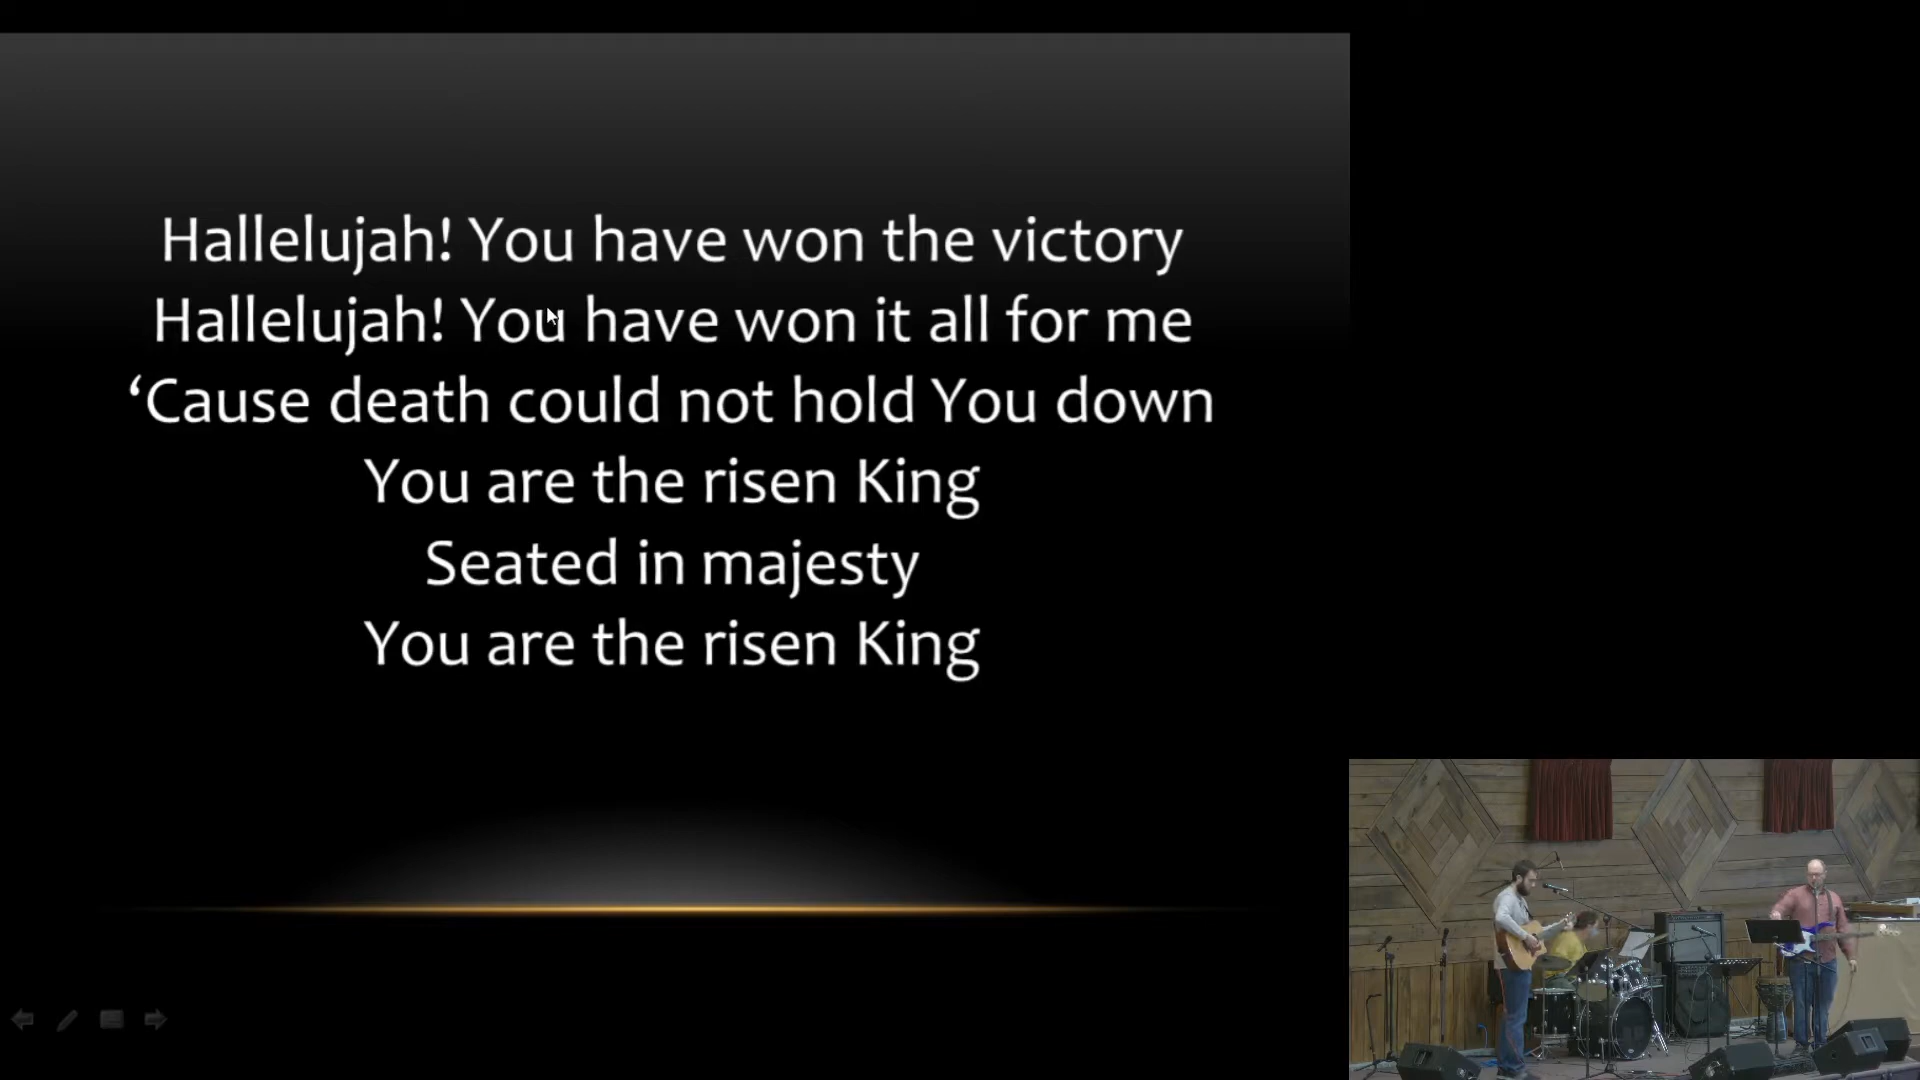 Hallelujah! You have won the victory
Hallelujah! You have won it all for me
‘Cause death could not hold You down
You are the risen King
Seated in majesty
You are the risen King